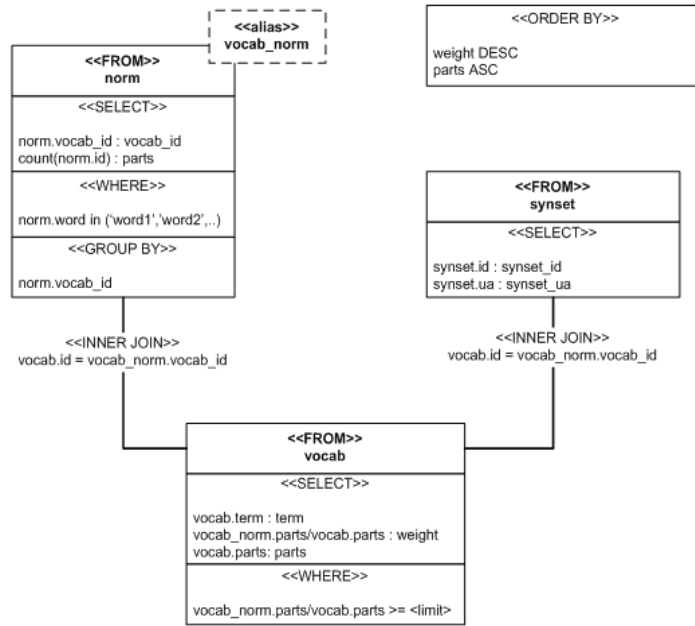 <<alias>>
vocab_norm
<<FROM>>
norm
<<SELECT>>
norm.vocab_id : vocab_id
count(norm.id) : parts
<<WHERE>>
norm.word in ('word1','word2',..)
<<GROUP BY>>
norm.vocab_id
<<ORDER BY>>
weight DESC
parts ASC
<<FROM>>
synset
<<SELECT>>
synset.id : synset_id
synset.ua : synset_ua
<<INNER JOIN>>
vocab.id = vocab_norm.vocab_id
<<INNER JOIN>>
vocab.id = vocab_norm.vocab_id
<<FROM>>
vocab
<<SELECT>>
vocab.term : term
vocab_norm.parts/vocab.parts : weight
vocab.parts: parts
<<WHERE>>
vocab_norm.parts/vocab.parts >= <limit>